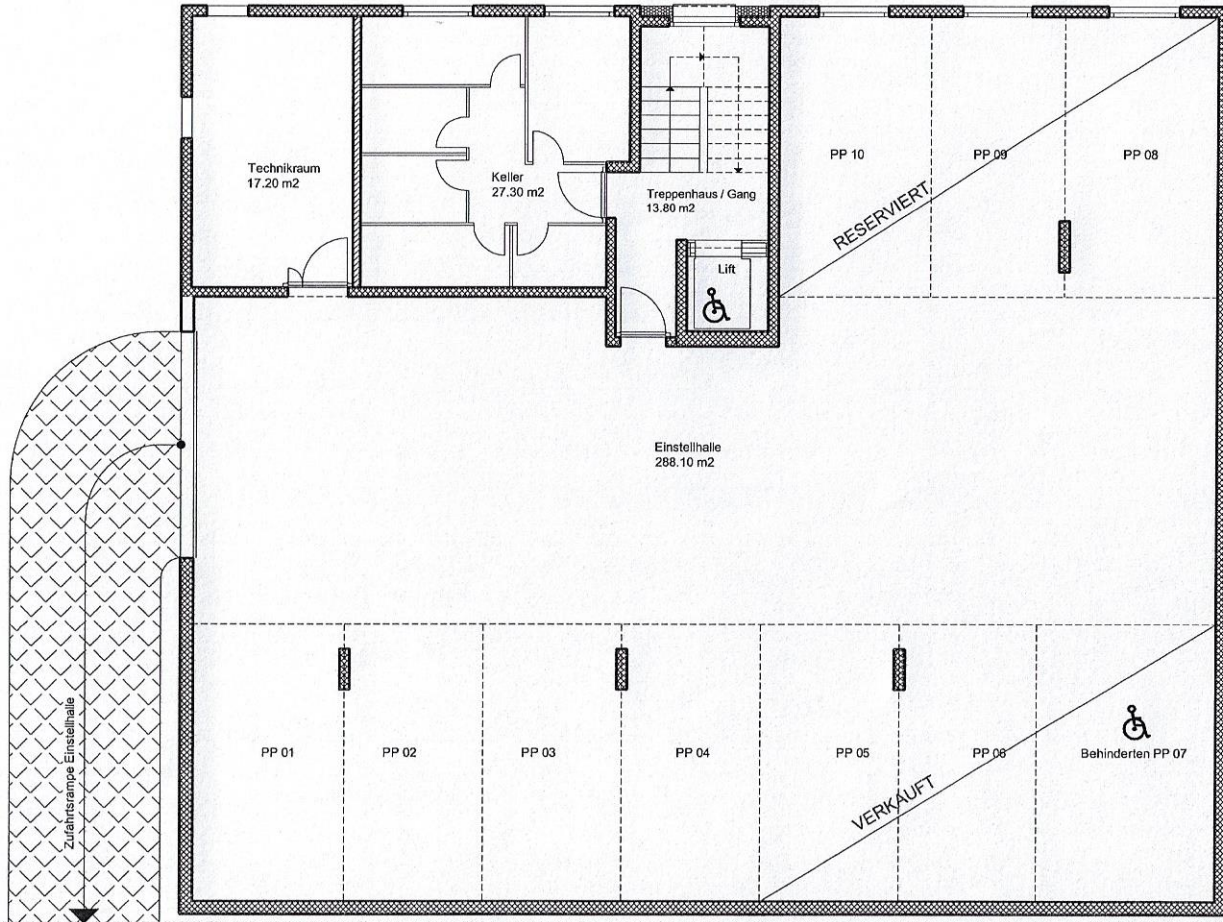 Technikraum
17.20 m2
Keller
27.30 m2
Treppenhaus / Gang
13.80 m2
Lift
PP 10
PP 09
PP 08
RESERVIERT
Einstellhalle
288.10 m2
Zufahrtsrampe Einstellhalle
PP 01
PP 02
PP 03
PP 04
PP 05
PP 06
Behinderten PP 07
VERKAUFT